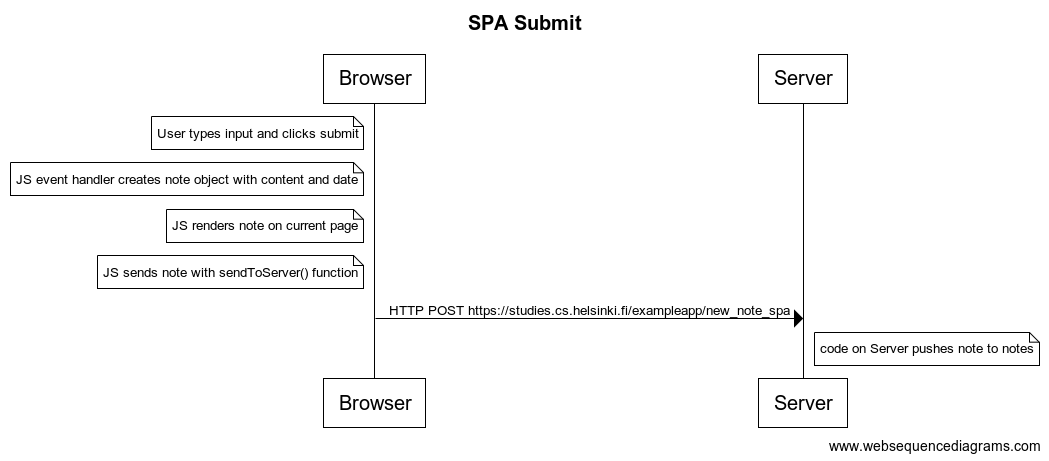 SPA Submit
Browser
Server
User types input and clicks submit
JS event handler creates note object with content and date
JS renders note on current page
JS sends note with sendToServer() function
HTTP POST https://studies.cs.helsinki.fi/exampleapp/new_note_spa
code on Server pushes note to notes
Browser
Server
www.websequencediagrams.com